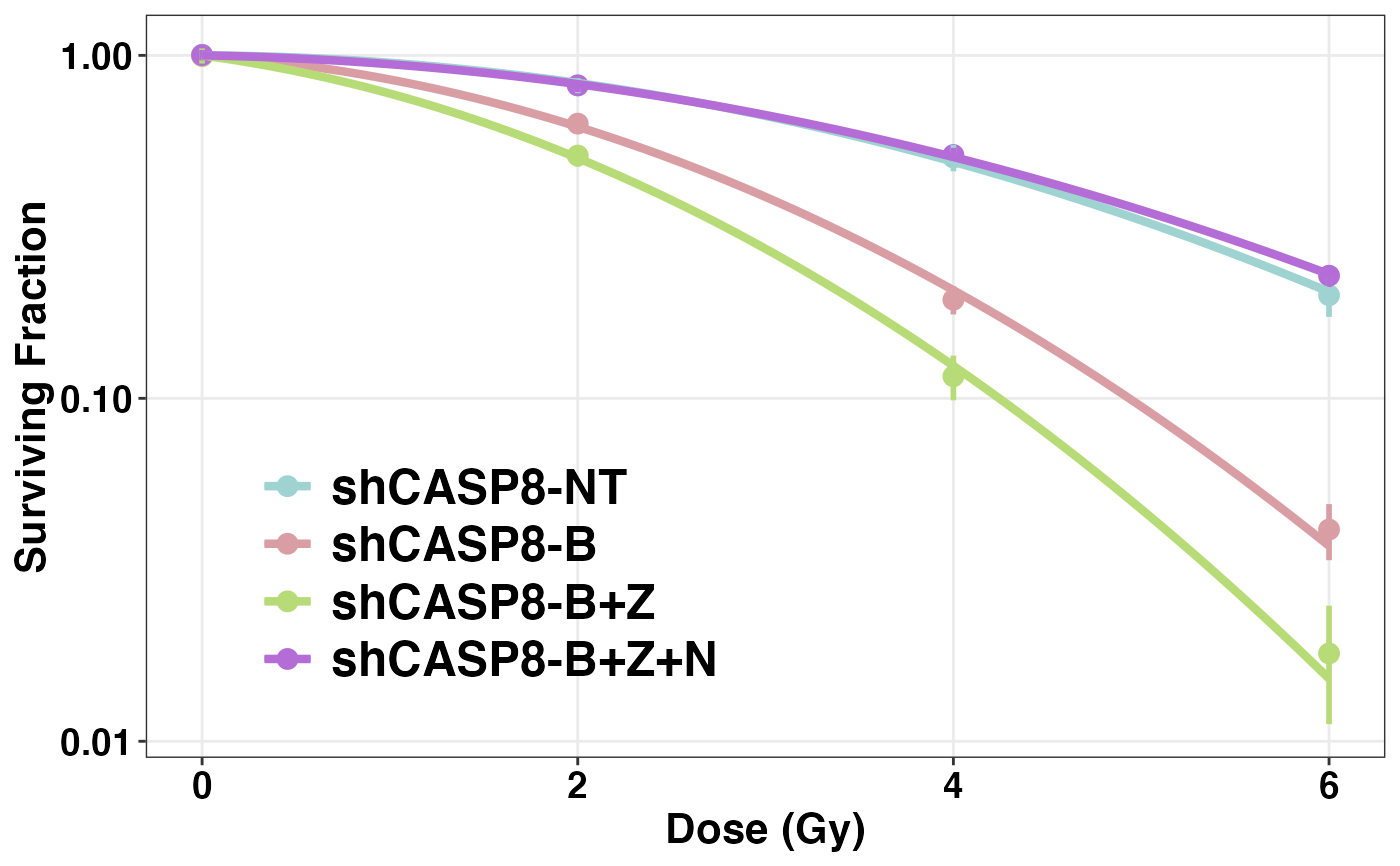 1.00
0.10
0.01
Surviving Fraction
shCASP8-NT
shCASP8-B
shCASP8-B+Z
shCASP8-B+Z+N
0 2 4 6
Dose (Gy)